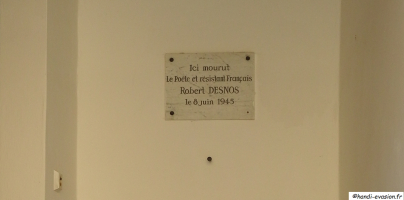 Ici mourut
Le Poète et résistant Français
Robert DESNOS
le 8 juin 1945
©handi-evasion.fr